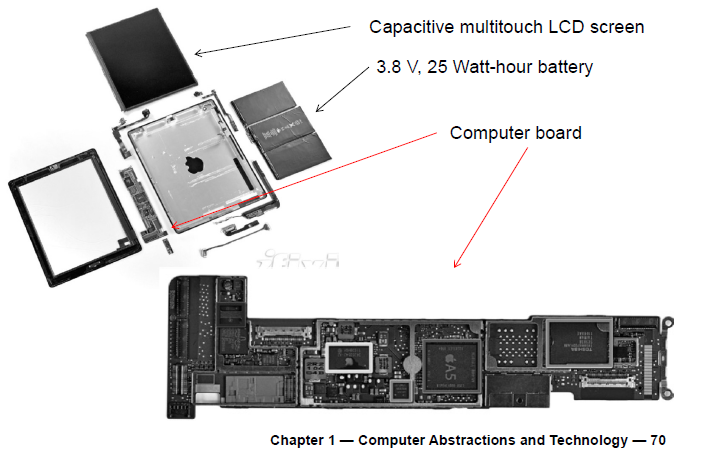 Capacitive multitouch LCD screen
3.8 V, 25 Watt-hour battery
Computer board
A5
TOSHIBA
Chapter 1 — Computer Abstractions and Technology — 70